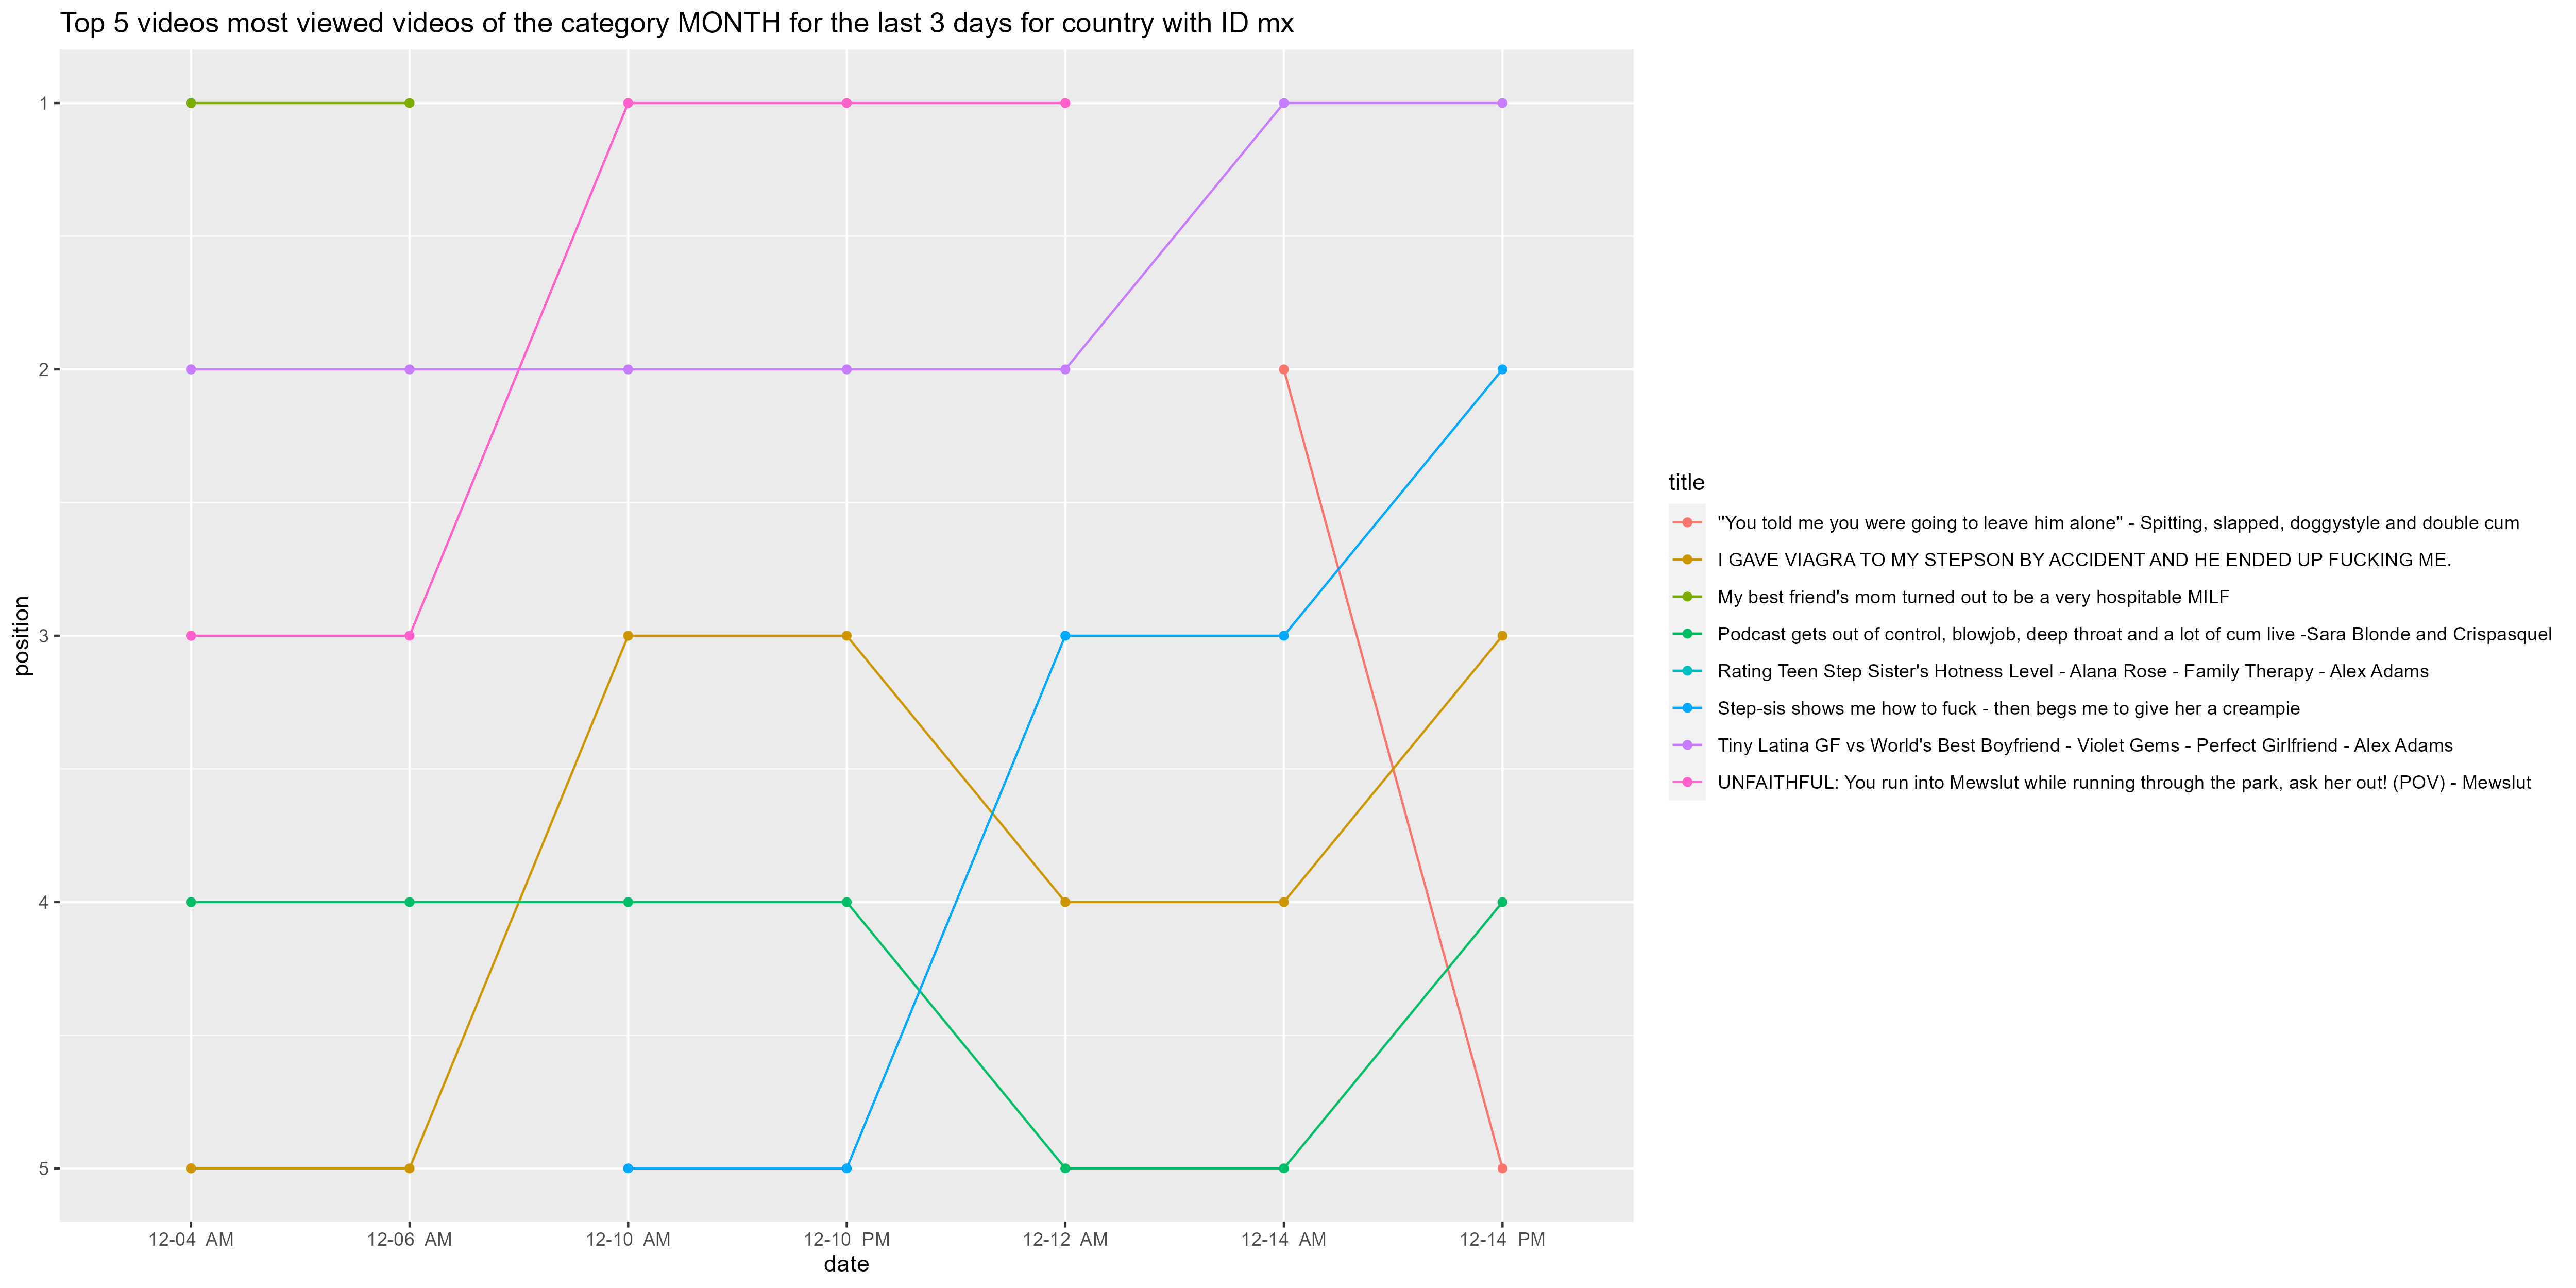 Top 5 videos most viewed videos of the category MONTH for the last 3 days for country with ID mx
position
1
2
3
4
5
12-04 AM
12-06 AM
12-10 AM
12-10 PM
12-12 AM
12-14 AM
12-14 PM
date
title
"You told me you were going to leave him alone" - Spitting, slapped, doggystyle and double cum
I GAVE VIAGRA TO MY STEPSON BY ACCIDENT AND HE ENDED UP FUCKING ME.
My best friend's mom turned out to be a very hospitable MILF
Podcast gets out of control, blowjob, deep throat and a lot of cum live -Sara Blonde and Crispasquel
Rating Teen Step Sister's Hotness Level - Alana Rose - Family Therapy - Alex Adams
Step-sis shows me how to fuck - then begs me to give her a creampie
Tiny Latina GF vs World's Best Boyfriend - Violet Gems - Perfect Girlfriend - Alex Adams
UNFAITHFUL: You run into Mewslut while running through the park, ask her out! (POV) - Mewslut